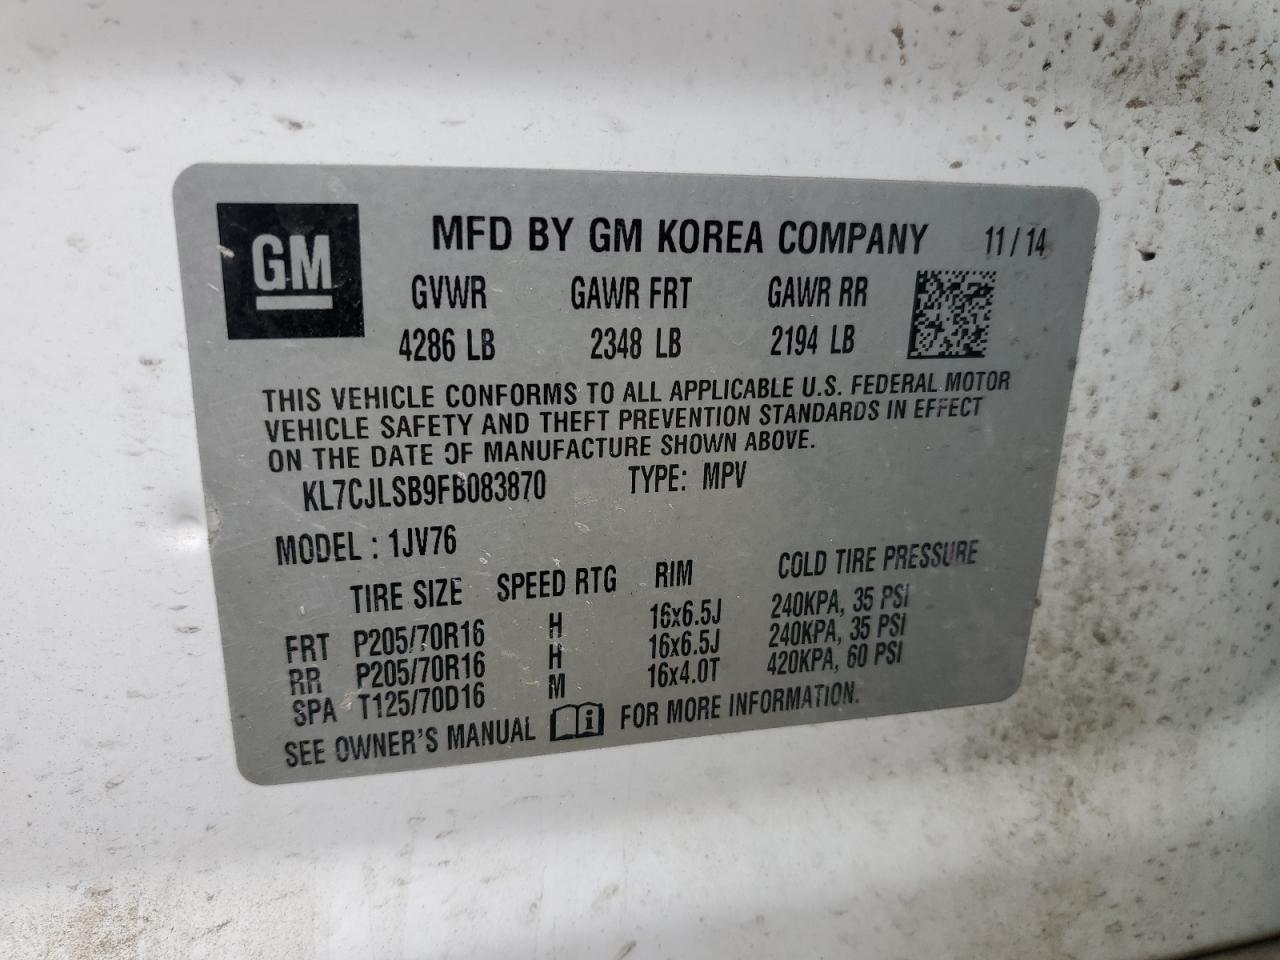 GM
MFD BY GM KOREA COMPANY 11/14
GVWR GAWR FRT GAWR RR
4286 LB 2348 LB 2194 LB
THIS VEHICLE CONFORMS TO ALL APPLICABLE U.S. FEDERAL MOTOR
VEHICLE SAFETY AND THEFT PREVENTION STANDARDS IN EFFECT
ON THE DATE OF MANUFACTURE SHOWN ABOVE.
KL7CJLSB9FB083870 TYPE: MPV
MODEL : 1JV76
TIRE SIZE SPEED RTG RIM COLD TIRE PRESSURE
FRT P205/70R16 H 16x6.5J 240KPA, 35 PSI
RR P205/70R16 H 16x6.5J 240KPA, 35 PSI
SPA T125/70D16 M 16x4.0T 420KPA, 60 PSI
SEE OWNER'S MANUAL i FOR MORE INFORMATION.